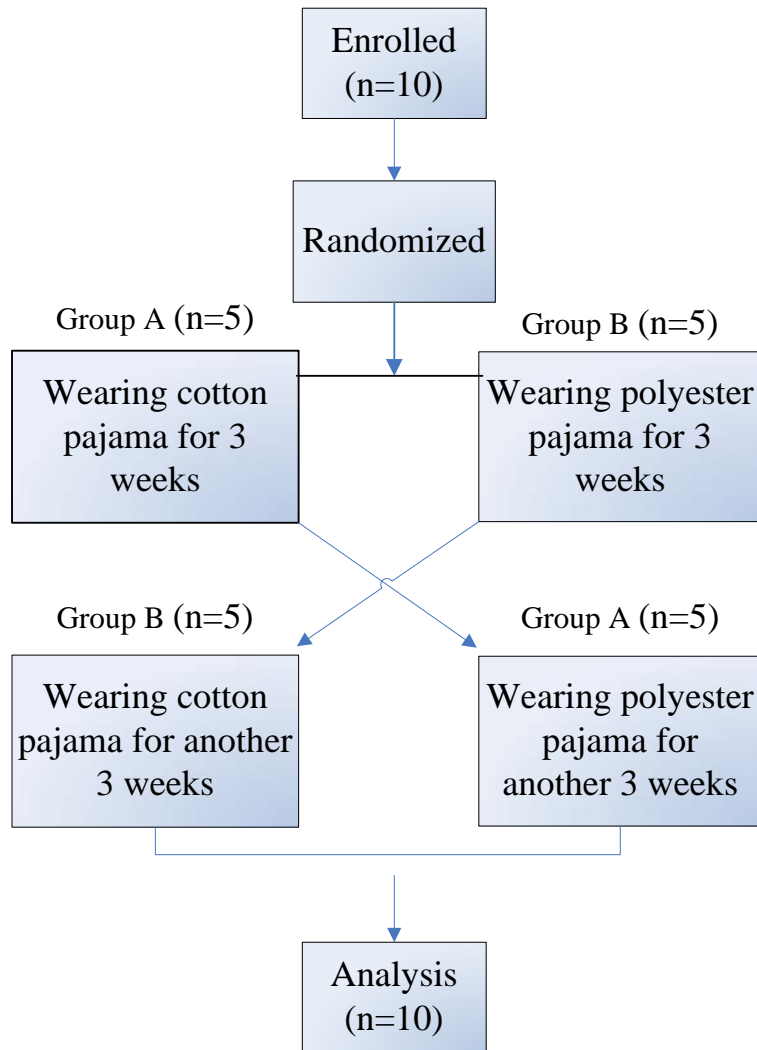 Enrolled
(n=10)
Randomized
Group A (n=5)
Group B (n=5)
Wearing cotton
pajama for 3
weeks
Wearing polyester
pajama for 3
weeks
Group B (n=5)
Group A (n=5)
Wearing cotton
pajama for another
3 weeks
Wearing polyester
pajama for
another 3 weeks
Analysis
(n=10)